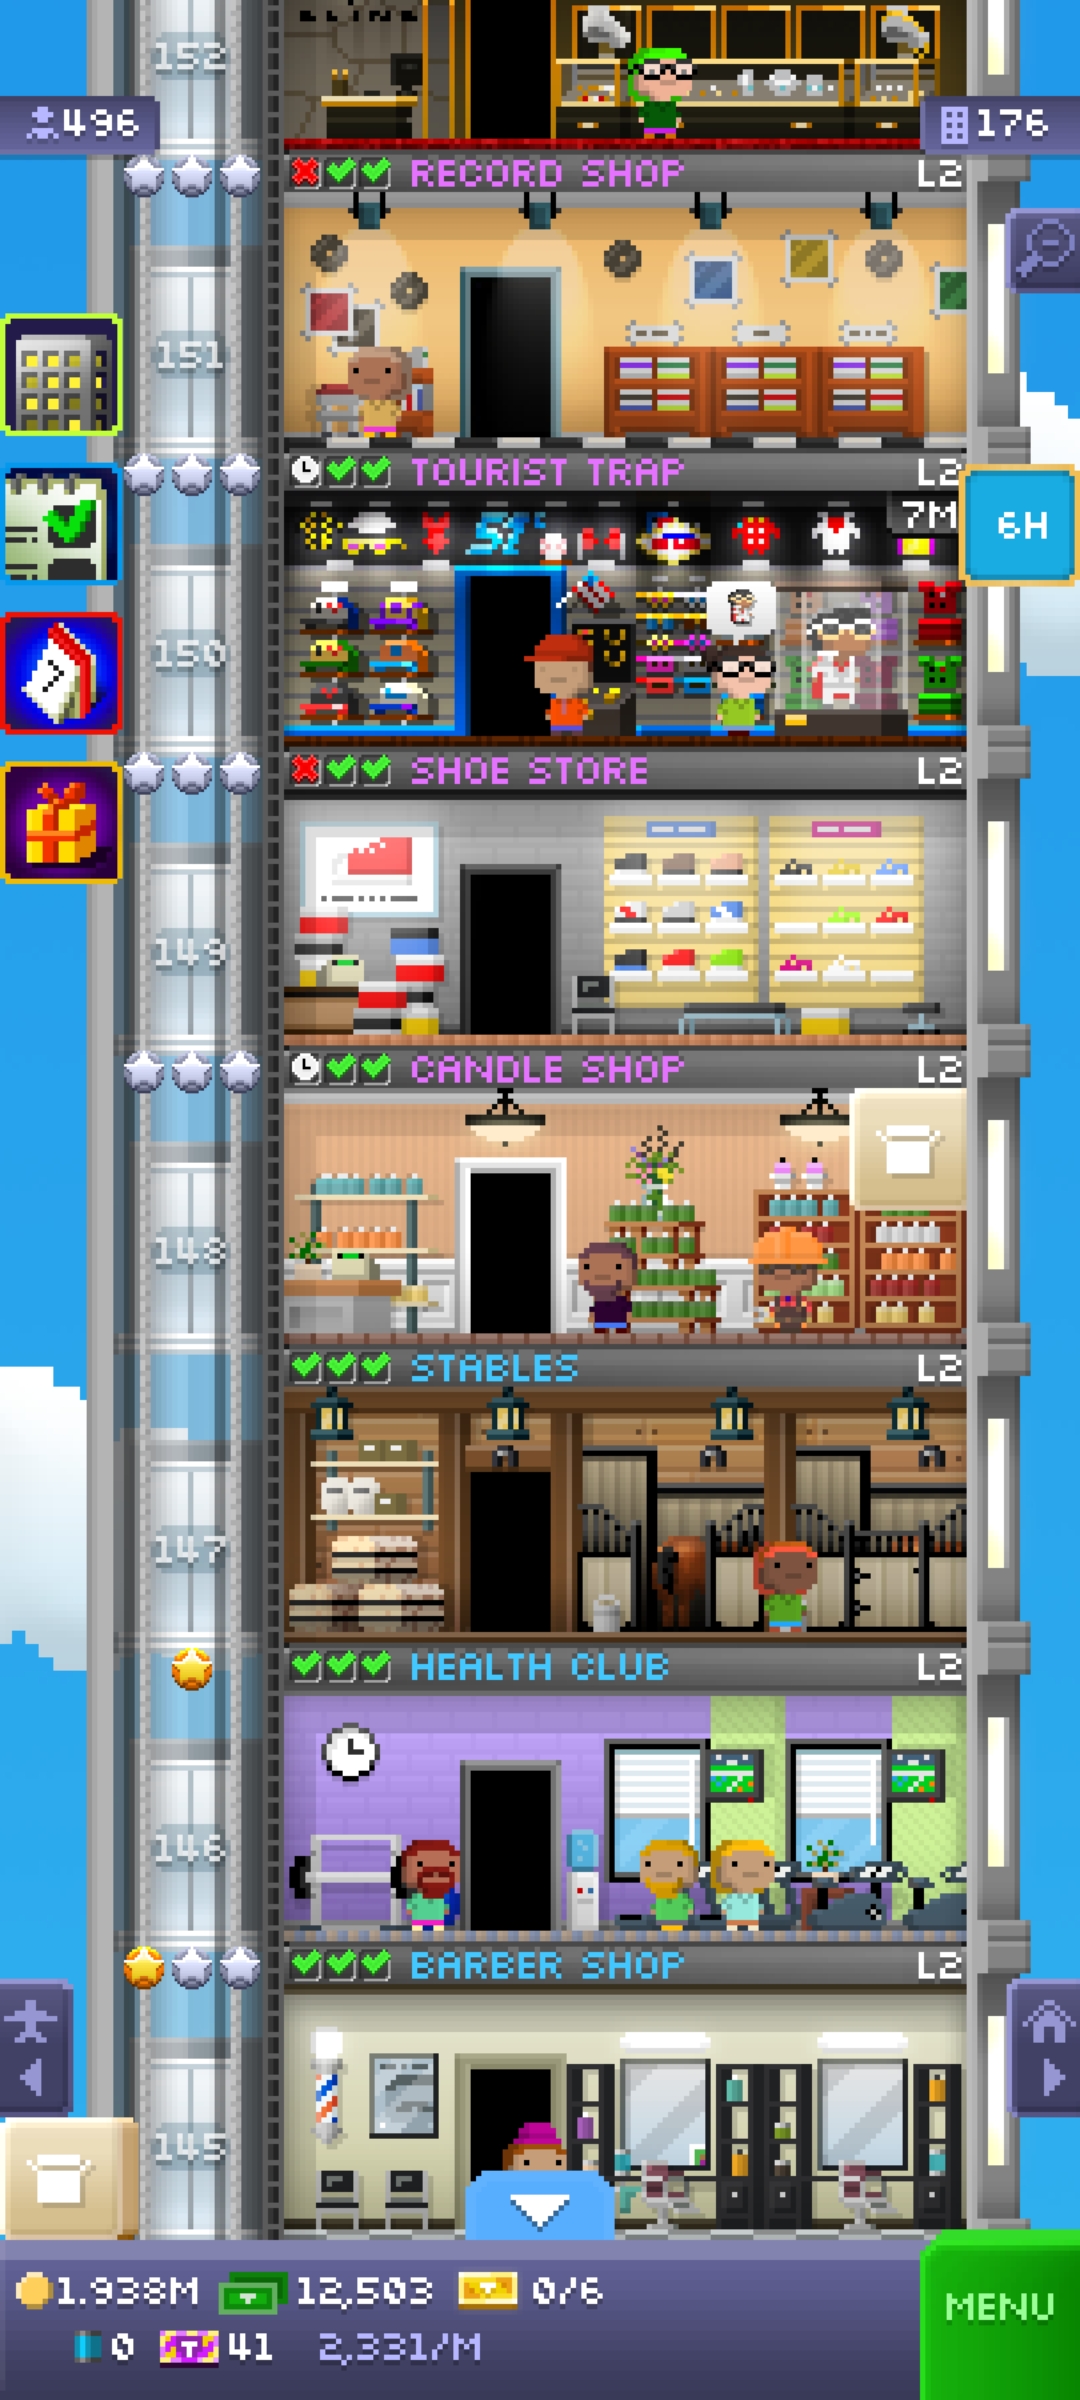 152
496
176
RECORD SHOP L2
151
TOURIST TRAP L2
7M
6H
150
SHOE STORE L2
149
CANDLE SHOP L2
148
STABLES L2
147
HEALTH CLUB L2
146
BARBER SHOP L2
145
1.938M 12,503 0/6
MENU
0 41 2,331/M